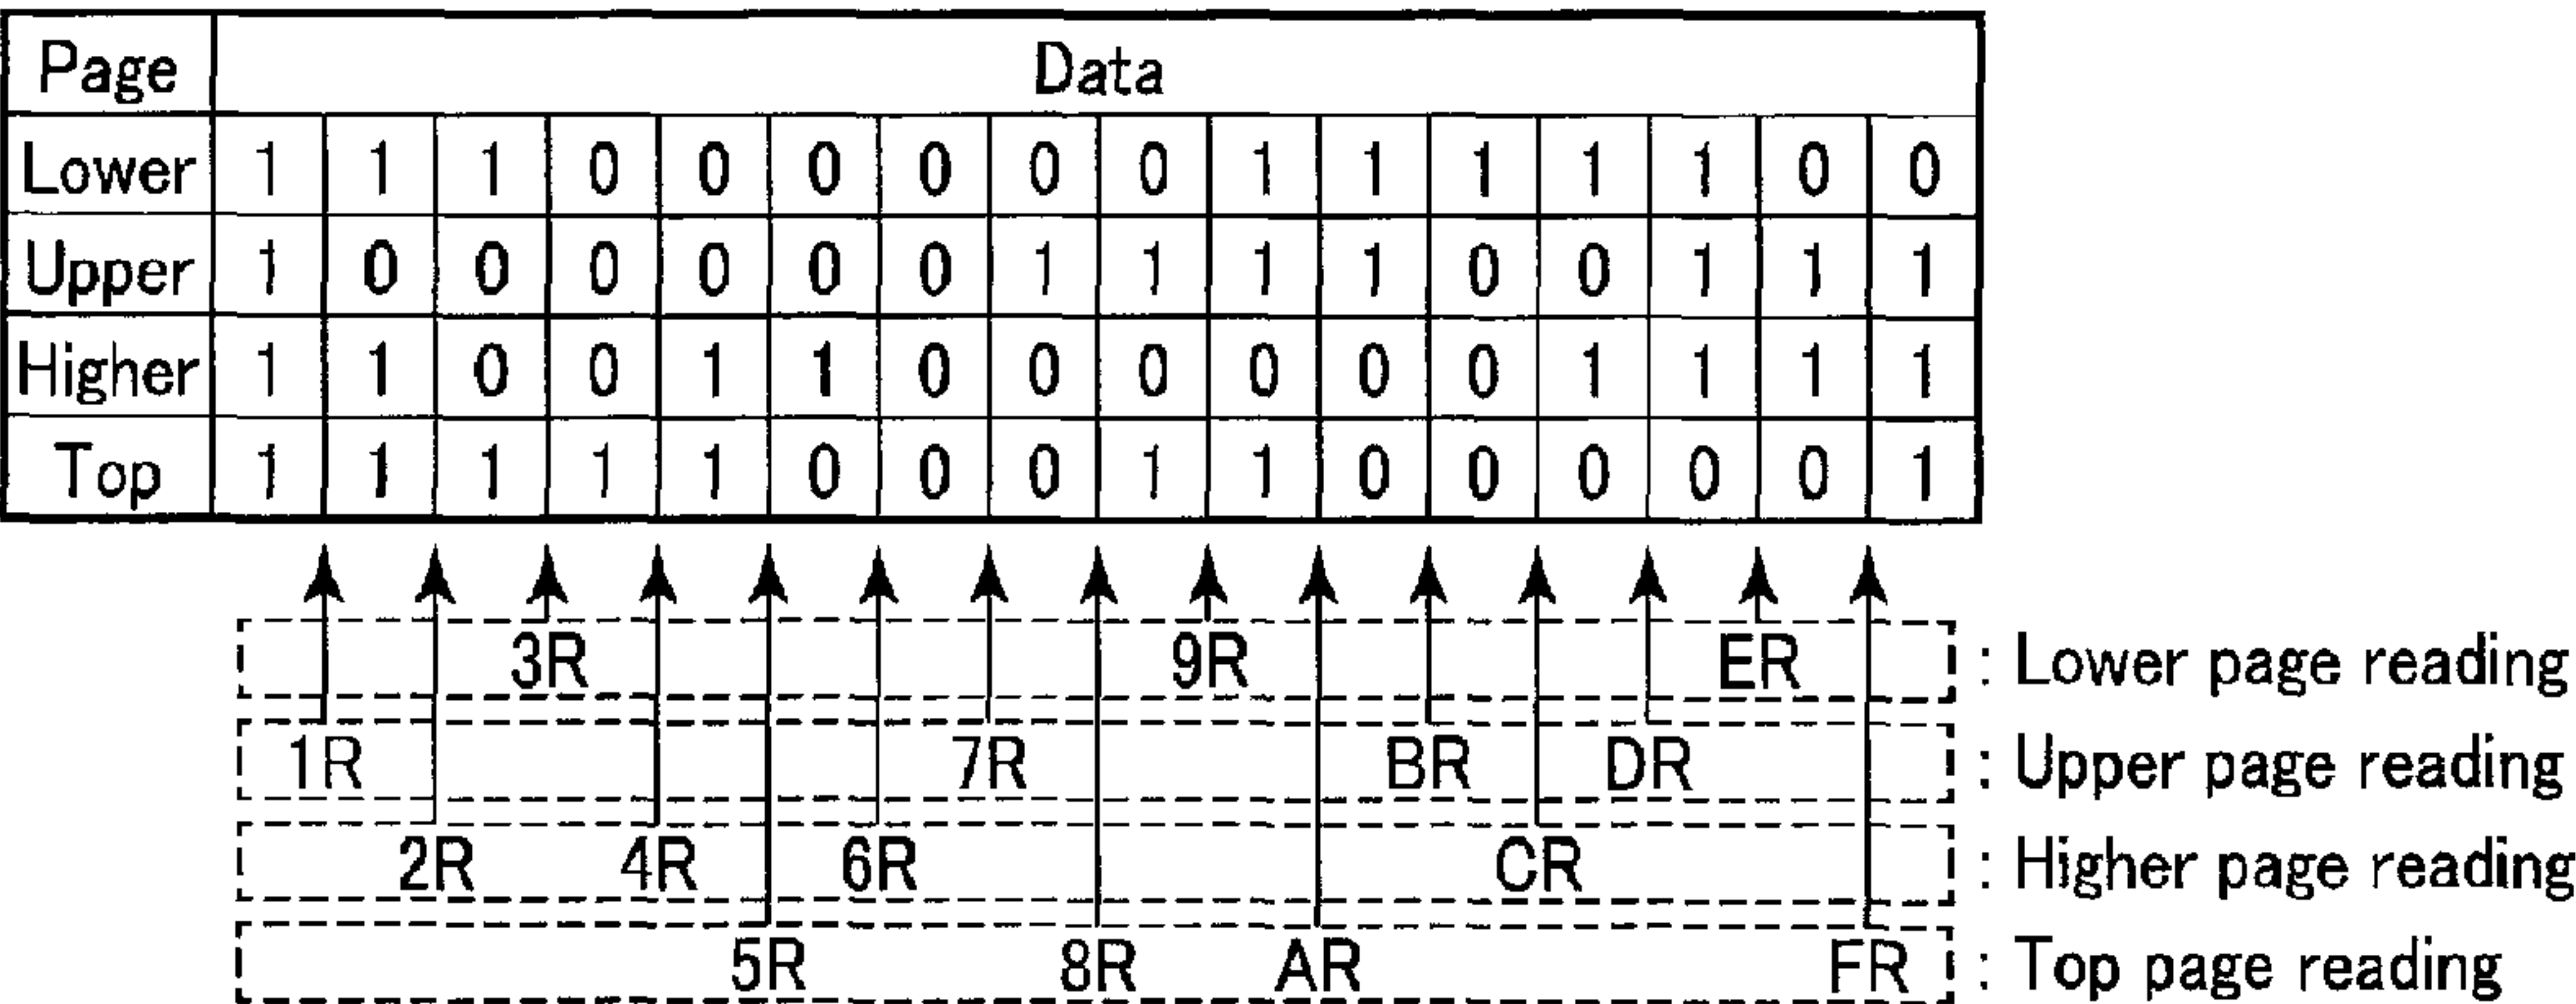 Page Data
Lower 1 1 1 0 0 0 0 0 0 1 1 1 1 1 0 0
Upper 1 0 0 0 0 0 0 1 1 1 1 0 0 1 1 1
Higher 1 1 0 0 1 1 0 0 0 0 0 0 1 1 1 1
Top 1 1 1 1 1 0 0 0 1 1 0 0 0 0 0 1
3R 9R ER : Lower page reading
1R 7R BR DR : Upper page reading
2R 4R 6R CR : Higher page reading
5R 8R AR FR : Top page reading